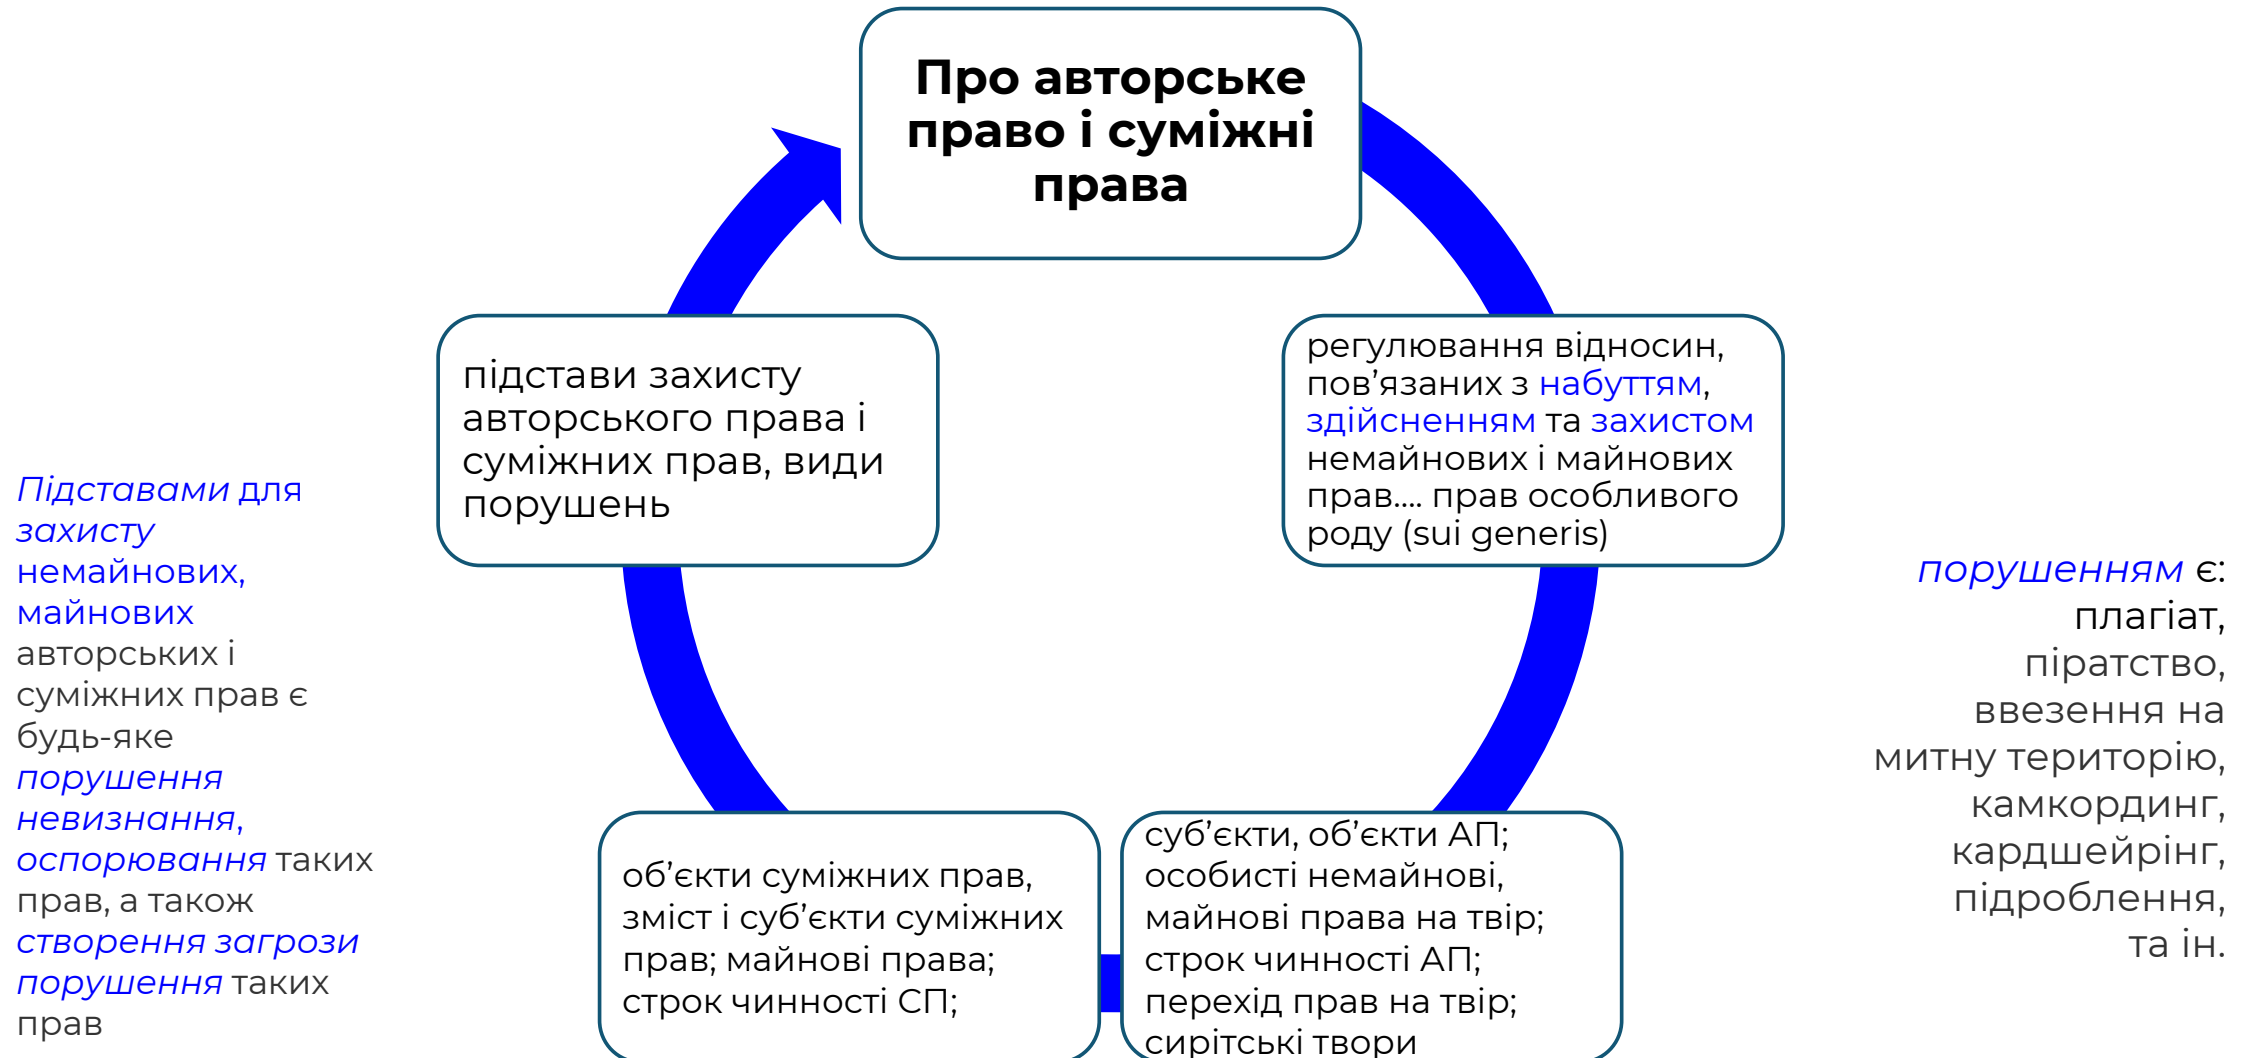 Про авторське
право і суміжні
права
регулювання відносин,
пов’язаних з набуттям,
здійсненням та захистом
немайнових і майнових
прав.... прав особливого
роду (sui generis)
суб’єкти, об’єкти АП;
особисті немайнові,
майнові права на твір;
строк чинності АП;
перехід прав на твір;
сирітські твори
об’єкти суміжних прав,
зміст і суб’єкти суміжних
прав; майнові права;
строк чинності СП;
підстави захисту
авторського права і
суміжних прав, види
порушень
Підставами для
захисту
немайнових,
майнових
авторських і
суміжних прав є
будь-яке
порушення
невизнання,
оспорювання таких
прав, а також
створення загрози
порушення таких
прав
порушенням є:
плагіат,
піратство,
ввезення на
митну територію,
камкординг,
кардшейрінг,
підроблення,
та ін.